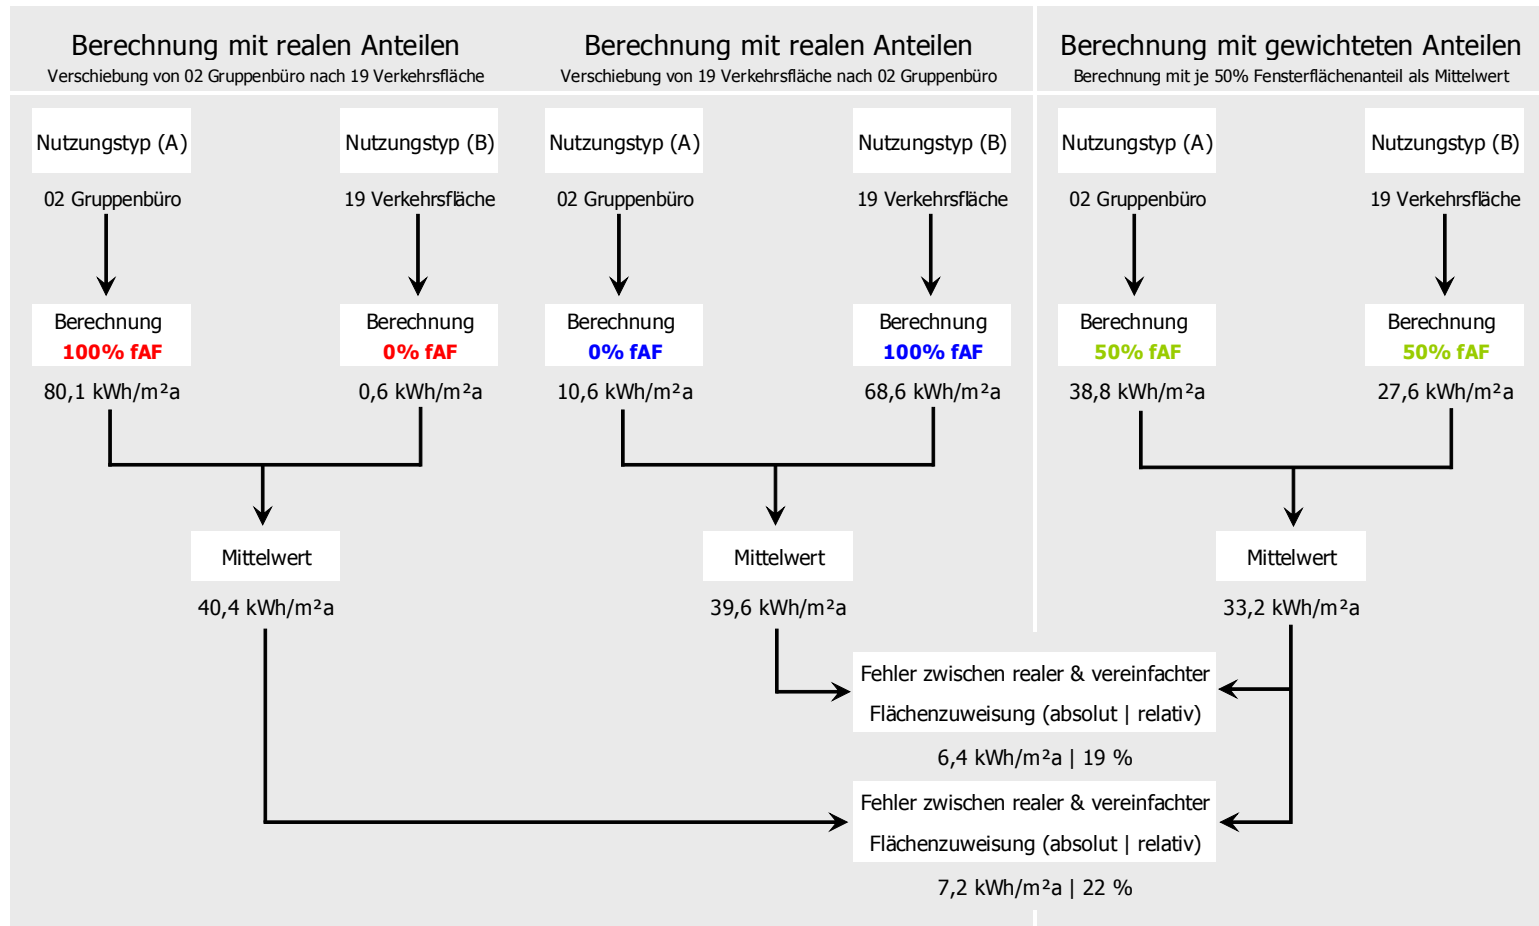 Berechnung mit realen Anteilen
Verschiebung von 02 Gruppenbüro nach 19 Verkehrsfläche
Nutzungstyp (A)
Nutzungstyp (B)
02 Gruppenbüro
19 Verkehrsfläche
Berechnung
100% fAF
Berechnung
0% fAF
80,1 kWh/m²a
0,6 kWh/m²a
Mittelwert
40,4 kWh/m²a
Berechnung mit realen Anteilen
Verschiebung von 19 Verkehrsfläche nach 02 Gruppenbüro
Nutzungstyp (A)
Nutzungstyp (B)
02 Gruppenbüro
19 Verkehrsfläche
Berechnung
0% fAF
Berechnung
100% fAF
10,6 kWh/m²a
68,6 kWh/m²a
Mittelwert
39,6 kWh/m²a
Berechnung mit gewichteten Anteilen
Berechnung mit je 50% Fensterflächenanteil als Mittelwert
Nutzungstyp (A)
Nutzungstyp (B)
02 Gruppenbüro
19 Verkehrsfläche
Berechnung
50% fAF
Berechnung
50% fAF
38,8 kWh/m²a
27,6 kWh/m²a
Mittelwert
33,2 kWh/m²a
Fehler zwischen realer & vereinfachter
Flächenzuweisung (absolut | relativ)
6,4 kWh/m²a | 19 %
Fehler zwischen realer & vereinfachter
Flächenzuweisung (absolut | relativ)
7,2 kWh/m²a | 22 %